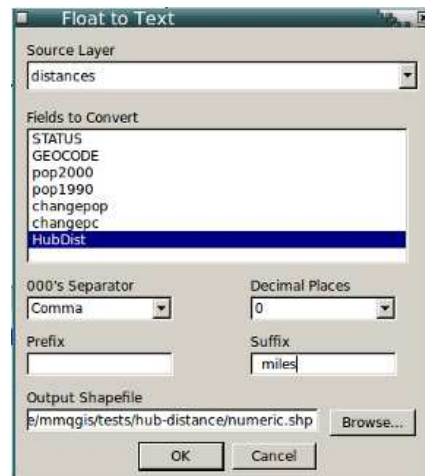 Float to Text
Source Layer
distances
Fields to Convert
STATUS
GEOCODE
pop2000
pop1990
changepop
changepc
HubDist
000's Separator
Decimal Places
Comma
0
Prefix
Suffix
miles
Output Shapefile
e/mmqgis/tests/hub-distance/numeric.shp
Browse...
OK
Cancel